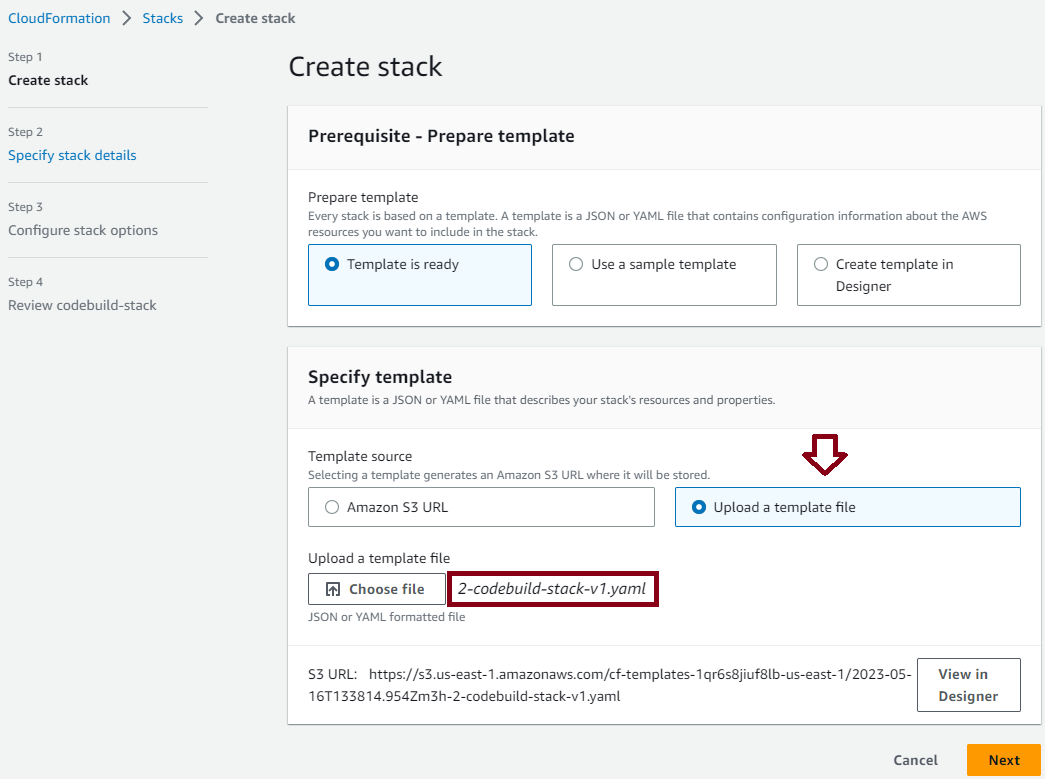 CloudFormation > Stacks > Create stack
Step 1
Create stack
Step 2
Specify stack details
Step 3
Configure stack options
Step 4
Review codebuild-stack
Create stack
Prerequisite - Prepare template
Prepare template
Every stack is based on a template. A template is a JSON or YAML file that contains configuration information about the AWS
resources you want to include in the stack.
Template is ready
Use a sample template
Create template in
Designer
Specify template
A template is a JSON or YAML file that describes your stack's resources and properties.
Template source
Selecting a template generates an Amazon S3 URL where it will be stored.
Amazon S3 URL
Upload a template file
Upload a template file
Choose file
2-codebuild-stack-v1.yaml
JSON or YAML formatted file
S3 URL: https://s3.us-east-1.amazonaws.com/cf-templates-1qr6s8jiuf8lb-us-east-1/2023-05-
16T133814.954Zm3h-2-codebuild-stack-v1.yaml
View in
Designer
Cancel
Next